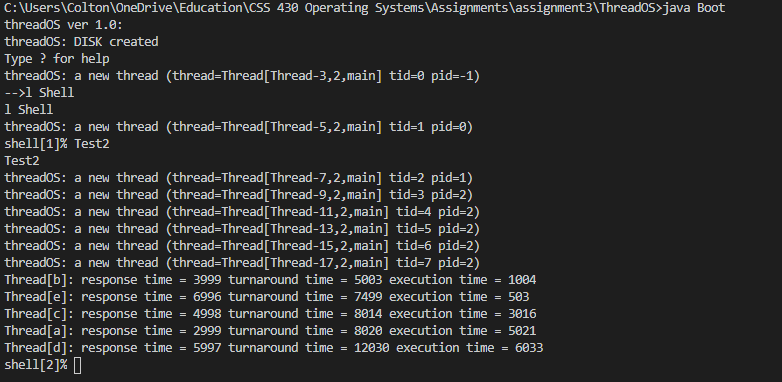 C:\Users\Colton\OneDrive\Education\CSS 430 Operating Systems\Assignments\assignment3\ThreadOS>java Boot
threadOS ver 1.0:
threadOS: DISK created
Type ? for help
threadOS: a new thread (thread=Thread[Thread-3,2,main] tid=0 pid=-1)
-->l Shell
l Shell
threadOS: a new thread (thread=Thread[Thread-5,2,main] tid=1 pid=0)
shell[1]% Test2
Test2
threadOS: a new thread (thread=Thread[Thread-7,2,main] tid=2 pid=1)
threadOS: a new thread (thread=Thread[Thread-9,2,main] tid=3 pid=2)
threadOS: a new thread (thread=Thread[Thread-11,2,main] tid=4 pid=2)
threadOS: a new thread (thread=Thread[Thread-13,2,main] tid=5 pid=2)
threadOS: a new thread (thread=Thread[Thread-15,2,main] tid=6 pid=2)
threadOS: a new thread (thread=Thread[Thread-17,2,main] tid=7 pid=2)
Thread[b]: response time = 3999 turnaround time = 5003 execution time = 1004
Thread[e]: response time = 6996 turnaround time = 7499 execution time = 503
Thread[c]: response time = 4998 turnaround time = 8014 execution time = 3016
Thread[a]: response time = 2999 turnaround time = 8020 execution time = 5021
Thread[d]: response time = 5997 turnaround time = 12030 execution time = 6033
shell[2]%